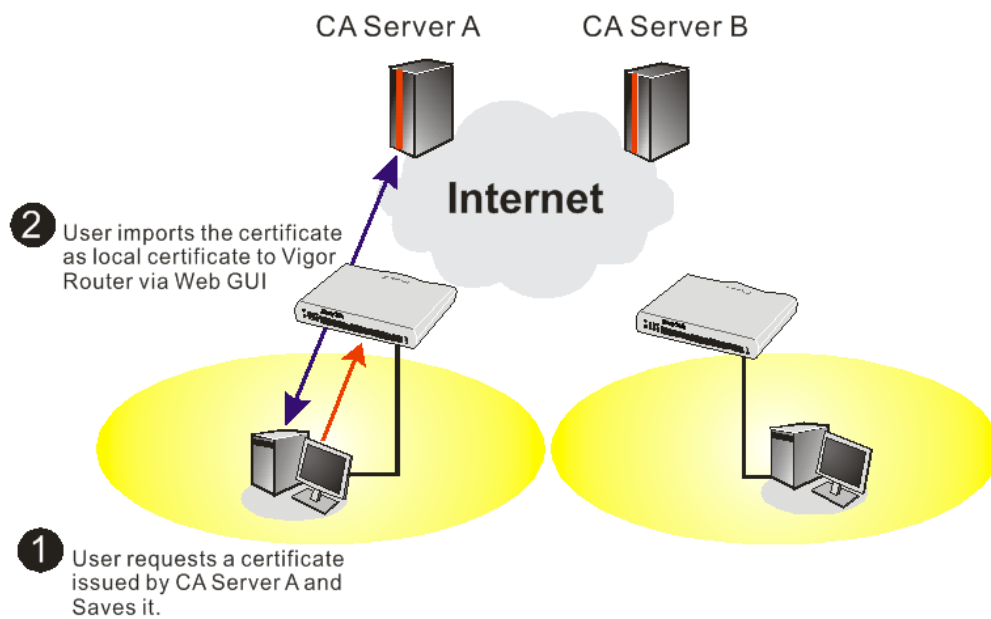 CA Server A
CA Server B
Internet
2
User imports the certificate
as local certificate to Vigor
Router via Web GUI
1
User requests a certificate
issued by CA Server A and
Saves it.